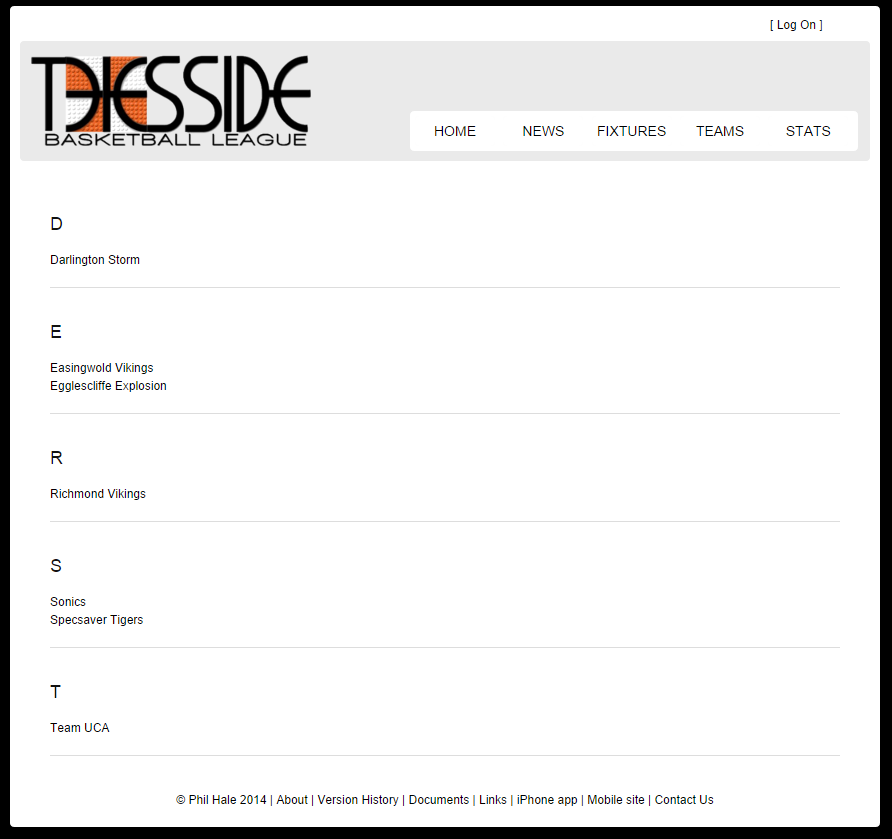 [ Log On ]
TEESSIDE
BASKETBALL LEAGUE
HOME NEWS FIXTURES TEAMS STATS
D
Darlington Storm
E
Easingwold Vikings
Egglescliffe Explosion
R
Richmond Vikings
S
Sonics
Specsaver Tigers
T
Team UCA
© Phil Hale 2014 | About | Version History | Documents | Links | iPhone app | Mobile site | Contact Us